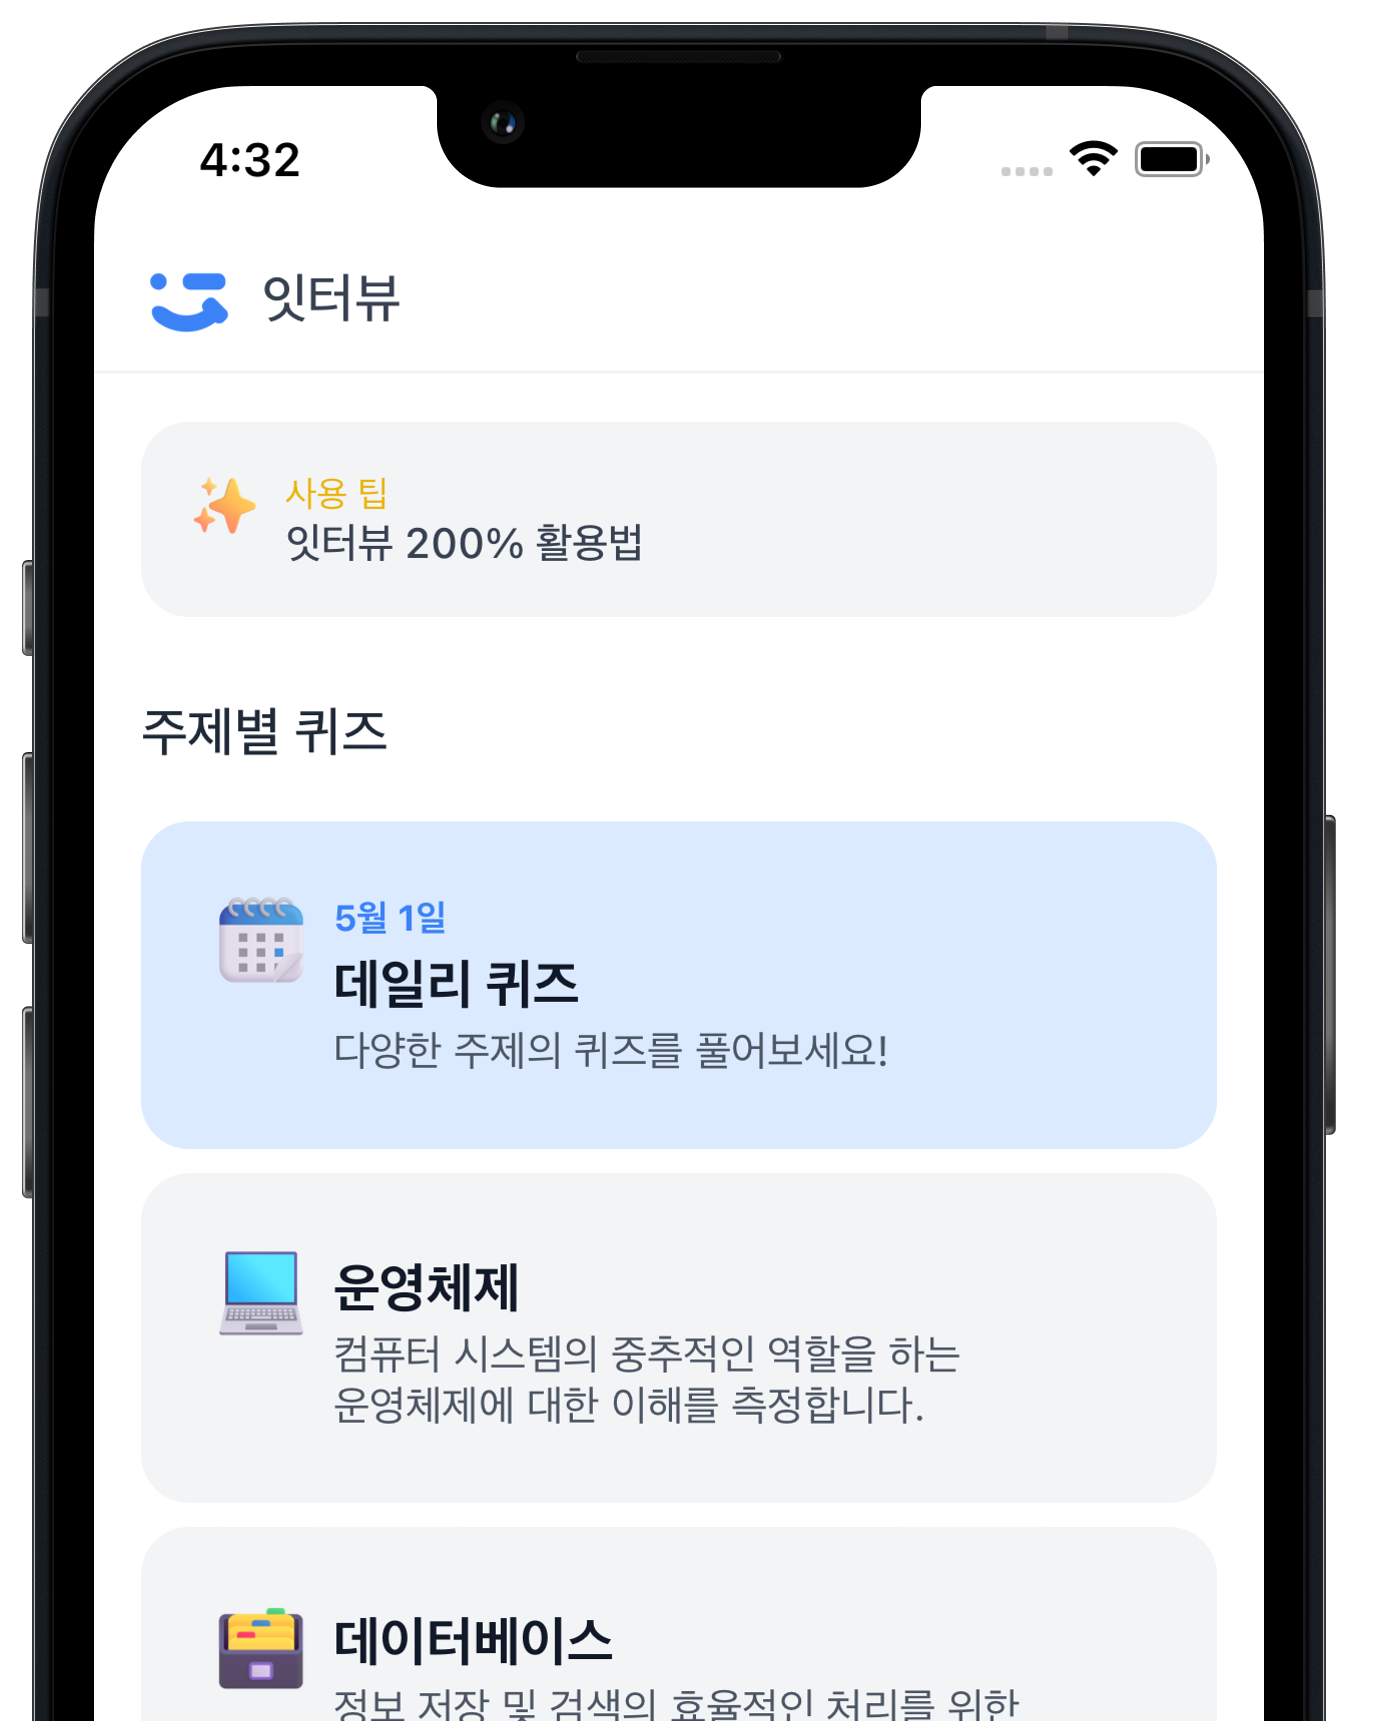 4:32
잇터뷰
사용 팁
잇터뷰 200% 활용법
주제별 퀴즈
5월 1일
데일리 퀴즈
다양한 주제의 퀴즈를 풀어보세요!
운영체제
컴퓨터 시스템의 중추적인 역할을 하는
운영체제에 대한 이해를 측정합니다.
데이터베이스
정보 저장 및 검색의 효율적인 처리를 위한